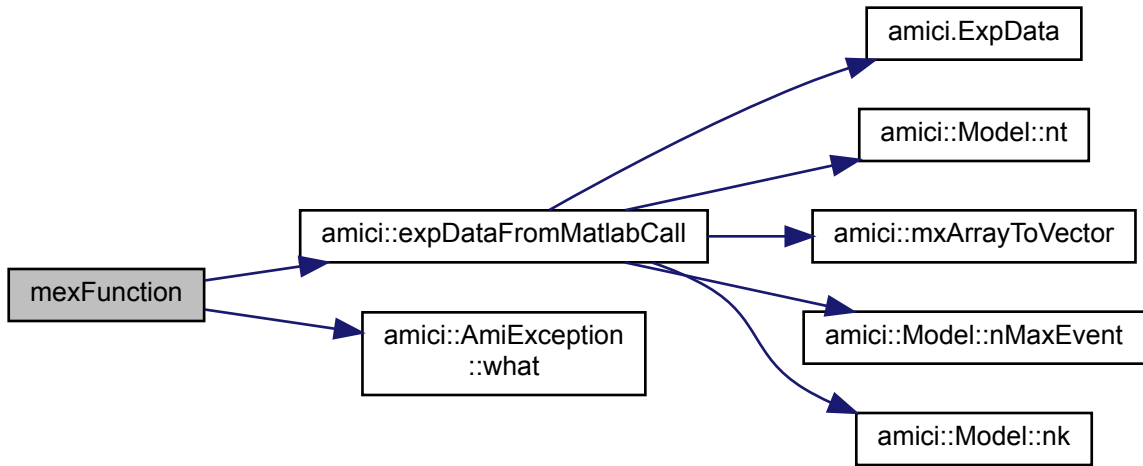 amici.ExpData
amici::Model::nt
amici::expDataFromMatlabCall
amici::mxArrayToVector
mexFunction
amici::AmiException
::what
amici::Model::nMaxEvent
amici::Model::nk